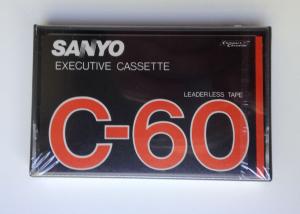 SANYO
EXECUTIVE CASSETTE
LEADERLESS TAPE
C-60